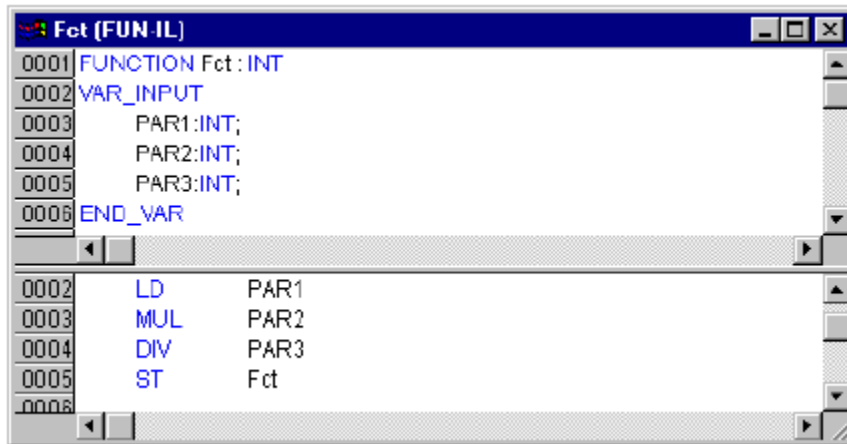 Fct (FUN-IL)
0001 FUNCTION Fct : INT
0002 VAR_INPUT
0003 PAR1:INT;
0004 PAR2:INT;
0005 PAR3:INT;
0006 END_VAR
0002 LD PAR1
0003 MUL PAR2
0004 DIV PAR3
0005 ST Fct
0006